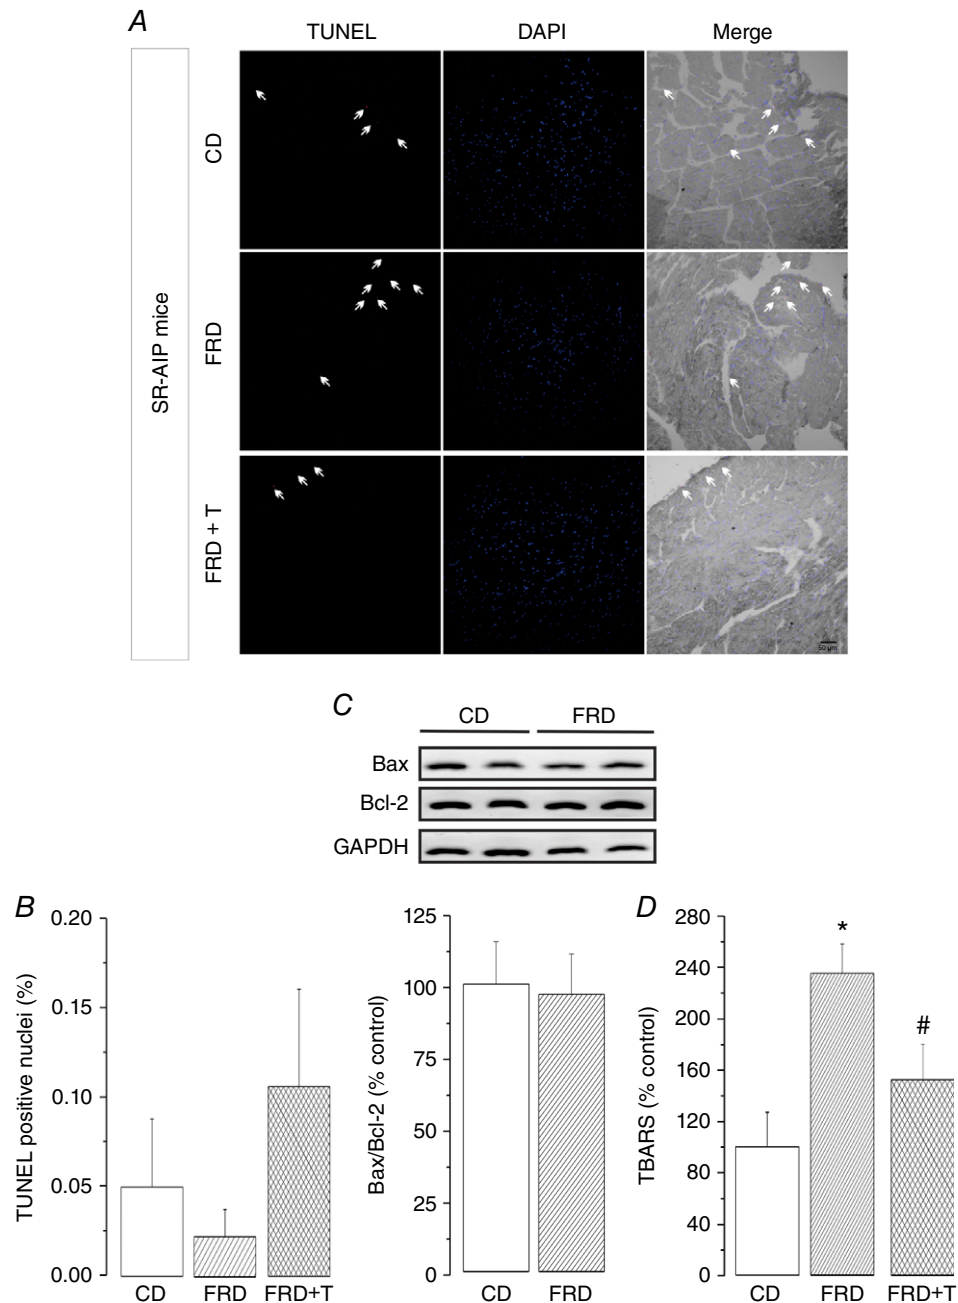 A
TUNEL DAPI Merge
SR-AIP mice
CD
FRD
FRD + T
50 µm
C
CD FRD
Bax
Bcl-2
GAPDH
B
TUNEL positive nuclei (%)
0.20
0.15
0.10
0.05
0.00
CD FRD FRD+T
Bax/Bcl-2 (% control)
125
100
75
50
25
0
CD FRD
D
TBARS (% control)
280
240
200
160
120
80
40
0
*
#
CD FRD FRD+T